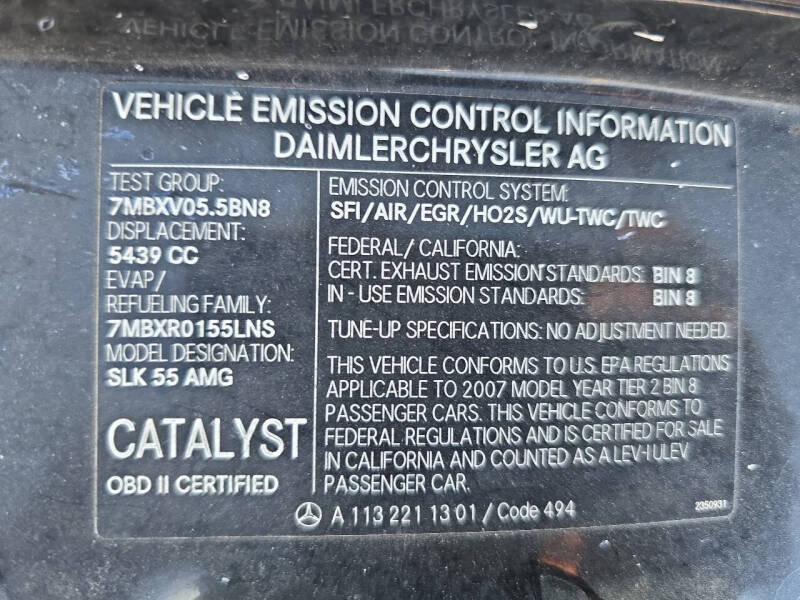 VEHICLE EMISSION CONTROL INFORMATION
VEHICLE EMISSION CONTROL INFORMATION
DAIMLERCHRYSLER AG
TEST GROUP:
7MBXV05.5BN8
DISPLACEMENT:
5439 CC
EVAP/
REFUELING FAMILY:
7MBXR0155LNS
MODEL DESIGNATION:
SLK 55 AMG
CATALYST
OBD II CERTIFIED
EMISSION CONTROL SYSTEM:
SFI/AIR/EGR/HO2S/WU-TWC/TWC
FEDERAL/ CALIFORNIA:
CERT. EXHAUST EMISSION STANDARDS: BIN 8
IN - USE EMISSION STANDARDS: BIN 8
TUNE-UP SPECIFICATIONS: NO ADJUSTMENT NEEDED
THIS VEHICLE CONFORMS TO U.S. EPA REGULATIONS
APPLICABLE TO 2007 MODEL YEAR TIER 2 BIN 8
PASSENGER CARS. THIS VEHICLE CONFORMS TO
FEDERAL REGULATIONS AND IS CERTIFIED FOR SALE
IN CALIFORNIA AND COUNTED AS A LEV-I ULEV
PASSENGER CAR.
A 113 221 13 01 / Code 494
2350931